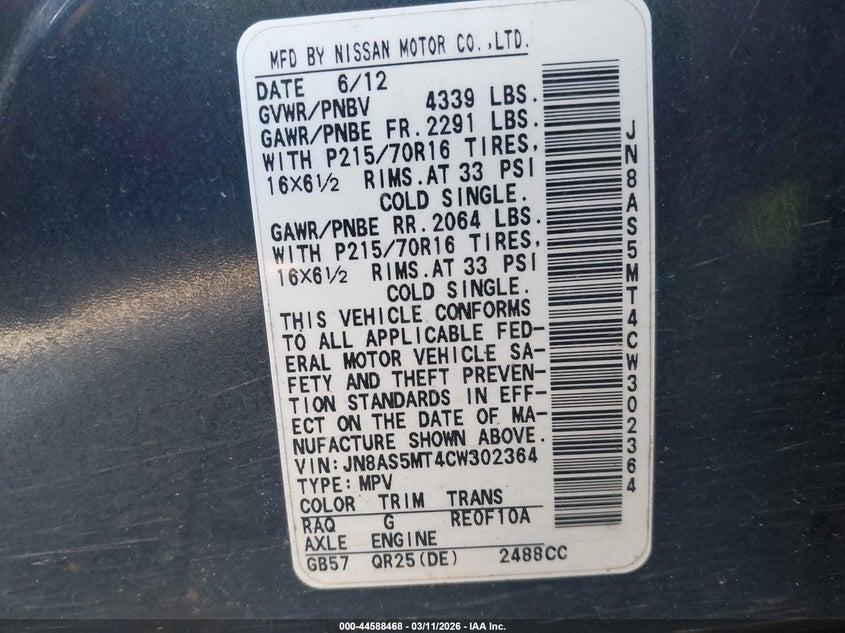 MFD BY NISSAN MOTOR CO.,LTD.
DATE 6/12
GVWR/PNBV 4339 LBS.
GAWR/PNBE FR. 2291 LBS.
WITH P215/70R16 TIRES,
16X6½ RIMS. AT 33 PSI
COLD SINGLE.
GAWR/PNBE RR. 2064 LBS.
WITH P215/70R16 TIRES,
16X6½ RIMS. AT 33 PSI
COLD SINGLE.
THIS VEHICLE CONFORMS
TO ALL APPLICABLE FED-
ERAL MOTOR VEHICLE SA-
FETY AND THEFT PREVEN-
TION STANDARDS IN EFF-
ECT ON THE DATE OF MA-
NUFACTURE SHOWN ABOVE.
VIN:JN8AS5MT4CW302364
TYPE:MPV
COLOR TRIM TRANS
RAQ G RE0F10A
AXLE ENGINE
GB57 QR25(DE) 2488CC
JN8AS5MT4CW302364
000-44588468 - 03/11/2026 - IAA Inc.